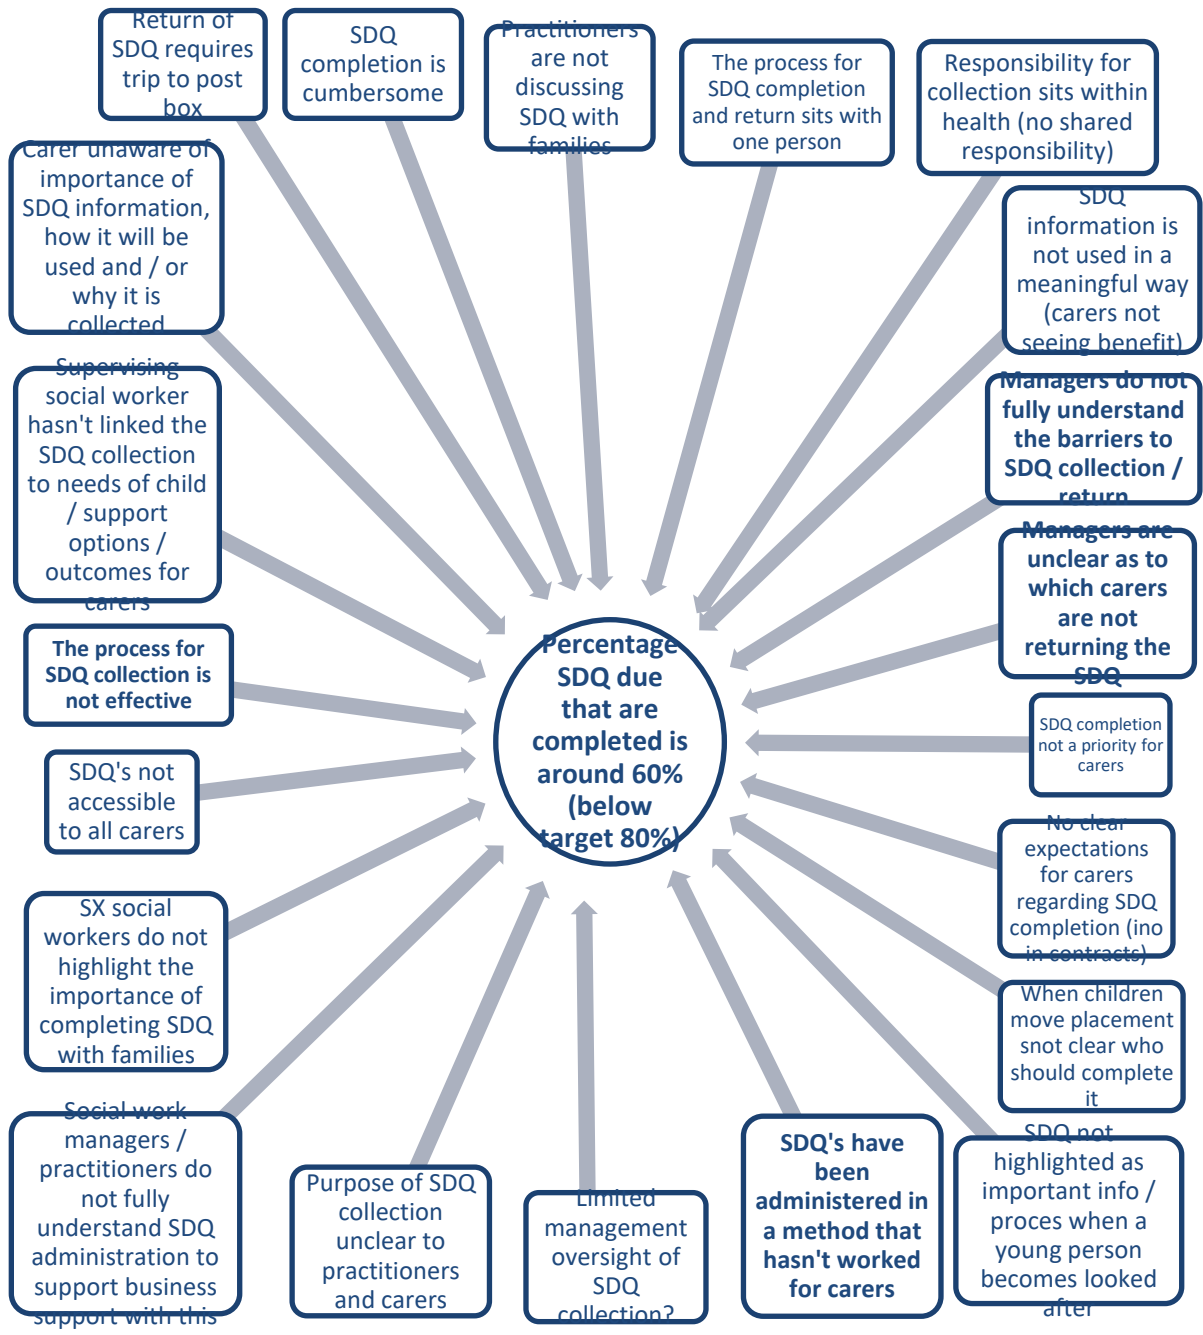 Return of
SDQ requires
trip to post
box
SDQ
completion is
cumbersome
Practitioners
are not
discussing
SDQ with
families
The process for
SDQ completion
and return sits with
one person
Responsibility for
collection sits within
health (no shared
responsibility)
Carer unaware of
importance of
SDQ information,
how it will be
used and / or
why it is
collected
SDQ
information is
not used in a
meaningful way
(carers not
seeing benefit)
Supervising
social worker
hasn't linked the
SDQ collection
to needs of child
/ support
options /
outcomes for
carers
Managers do not
fully understand
the barriers to
SDQ collection /
return
Managers are
unclear as to
which carers
are not
returning the
SDQ
The process for
SDQ collection is
not effective
Percentage
SDQ due
that are
completed is
around 60%
(below
target 80%)
SDQ completion
not a priority for
carers
SDQ's not
accessible
to all carers
No clear
expectations
for carers
regarding SDQ
completion (ino
in contracts)
SX social
workers do not
highlight the
importance of
completing SDQ
with families
When children
move placement
snot clear who
should complete
it
Social work
managers /
practitioners do
not fully
understand SDQ
administration to
support business
support with this
Purpose of SDQ
collection
unclear to
practitioners
and carers
Limited
management
oversight of
SDQ
collection?
SDQ's have
been
administered in
a method that
hasn't worked
for carers
SDQ not
highlighted as
important info /
proces when a
young person
becomes looked
after